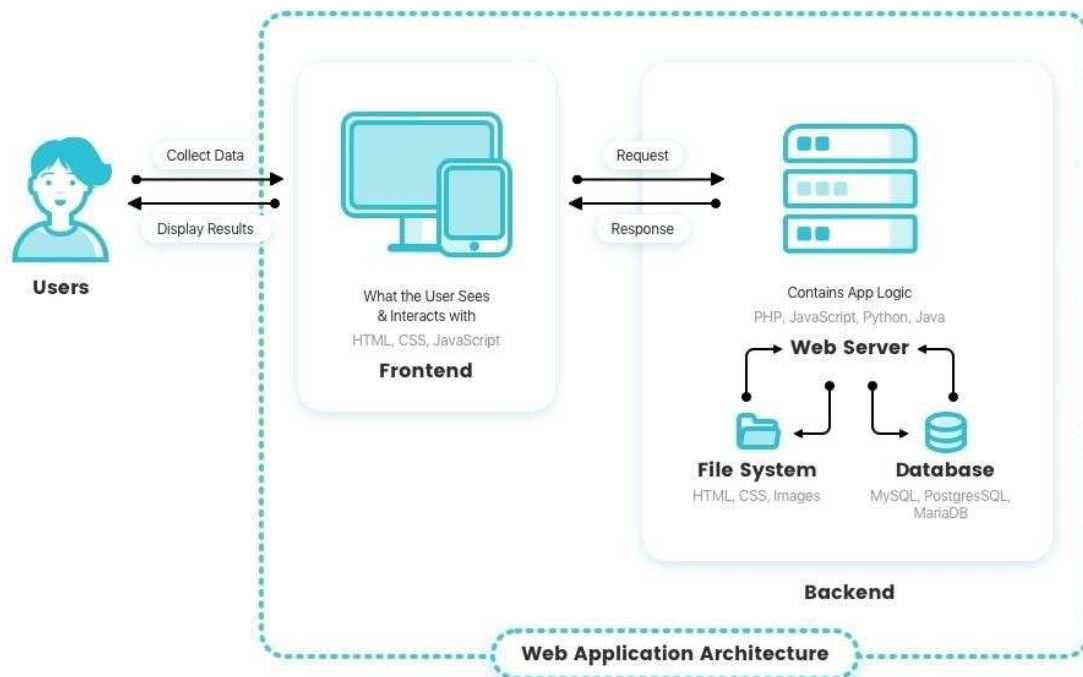 Collect Data
Display Results
Users
What the User Sees
& Interacts with
HTML, CSS, JavaScript
Frontend
Request
Response
Contains App Logic
PHP, JavaScript, Python, Java
Web Server
File System
HTML, CSS, Images
Database
MySQL, PostgresSQL,
MariaDB
Backend
Web Application Architecture